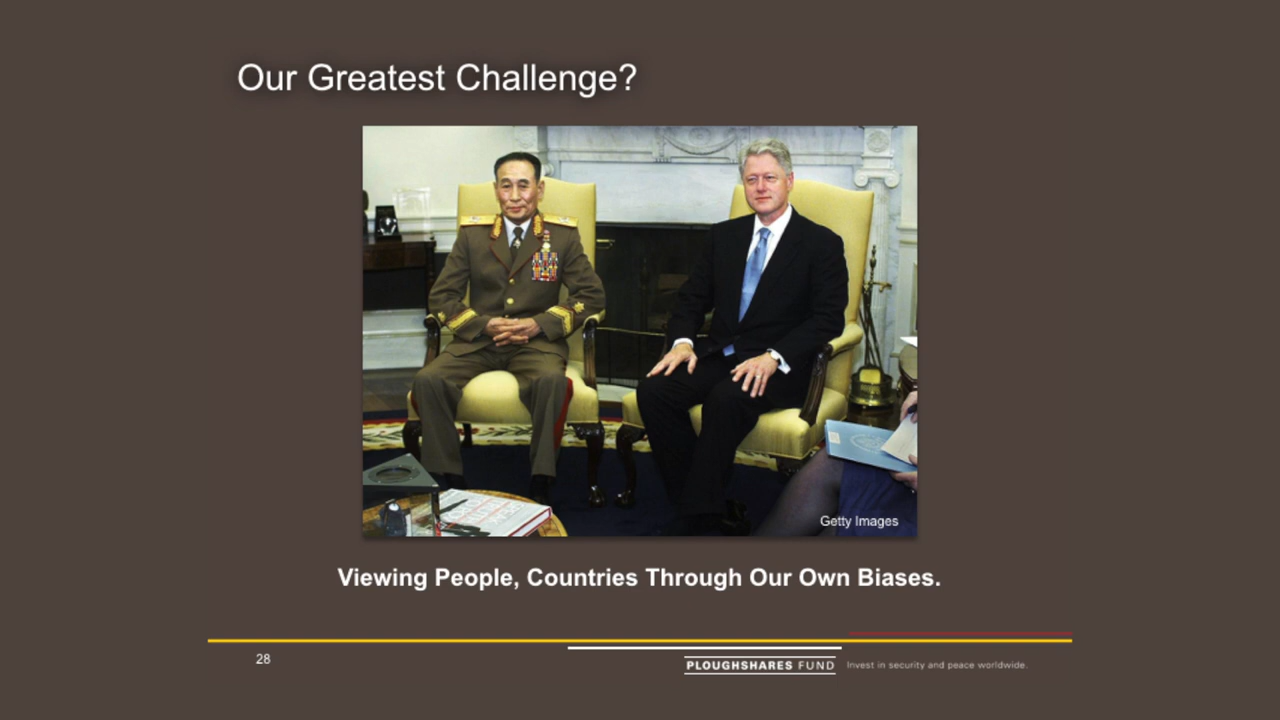 Our Greatest Challenge?
Getty Images
Viewing People, Countries Through Our Own Biases.
28
PLOUGHSHARES FUND Invest in security and peace worldwide.